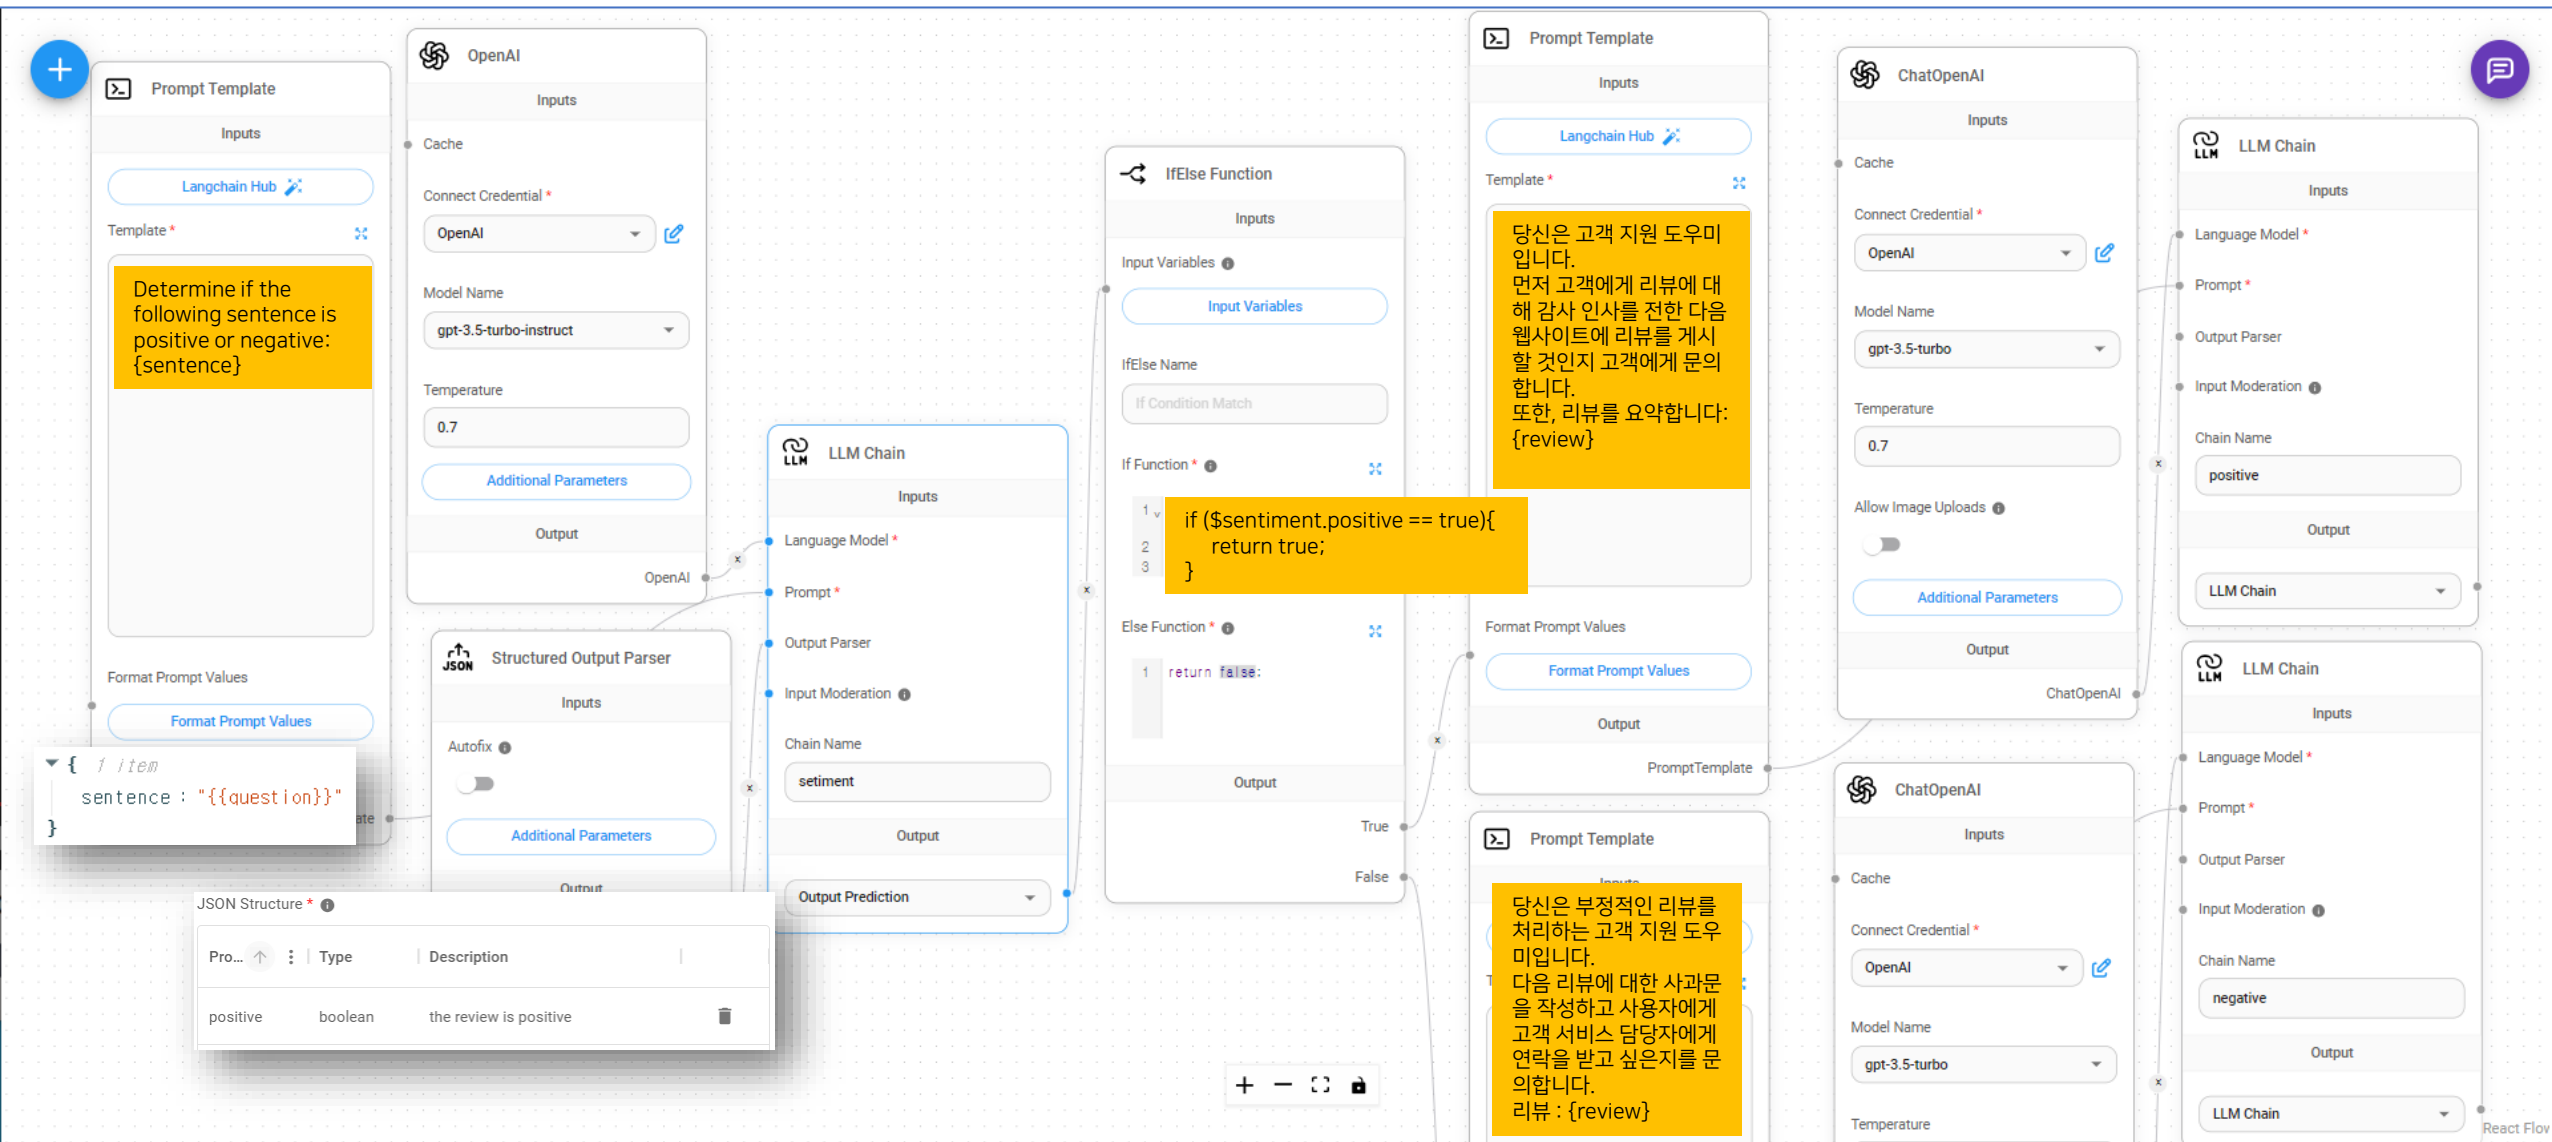 Prompt Template
Inputs
Langchain Hub
Template *
Determine if the
following sentence is
positive or negative:
{sentence}
Format Prompt Values
Format Prompt Values
{ 1 item
sentence : "{{question}}"
}
ate
OpenAI
Inputs
Cache
Connect Credential *
OpenAI
Model Name
gpt-3.5-turbo-instruct
Temperature
0.7
Additional Parameters
Output
OpenAI
JSON
Structured Output Parser
Inputs
Autofix
Additional Parameters
Output
JSON Structure *
Pro... Type Description
positive boolean the review is positive
LLM
LLM Chain
Inputs
Language Model *
Prompt *
Output Parser
Input Moderation
Chain Name
setiment
Output
Output Prediction
IfElse Function
Inputs
Input Variables
Input Variables
IfElse Name
If Condition Match
If Function *
1
2
3
if ($sentiment.positive == true){
return true;
}
Else Function *
1 return false;
Output
True
False
Prompt Template
Inputs
Langchain Hub
Template *
당신은 고객 지원 도우미
입니다.
먼저 고객에게 리뷰에 대
해 감사 인사를 전한 다음
웹사이트에 리뷰를 게시
할 것인지 고객에게 문의
합니다.
또한, 리뷰를 요약합니다:
{review}
Format Prompt Values
Format Prompt Values
Output
PromptTemplate
Prompt Template
Inputs
당신은 부정적인 리뷰를
처리하는 고객 지원 도우
미입니다.
다음 리뷰에 대한 사과문
을 작성하고 사용자에게
고객 서비스 담당자에게
연락을 받고 싶은지를 문
의합니다.
리뷰 : {review}
ChatOpenAI
Inputs
Cache
Connect Credential *
OpenAI
Model Name
gpt-3.5-turbo
Temperature
0.7
Allow Image Uploads
Additional Parameters
Output
ChatOpenAI
ChatOpenAI
Inputs
Cache
Connect Credential *
OpenAI
Model Name
gpt-3.5-turbo
Temperature
LLM
LLM Chain
Inputs
Language Model *
Prompt *
Output Parser
Input Moderation
Chain Name
positive
Output
LLM Chain
LLM
LLM Chain
Inputs
Language Model *
Prompt *
Output Parser
Input Moderation
Chain Name
negative
Output
LLM Chain
React Flow